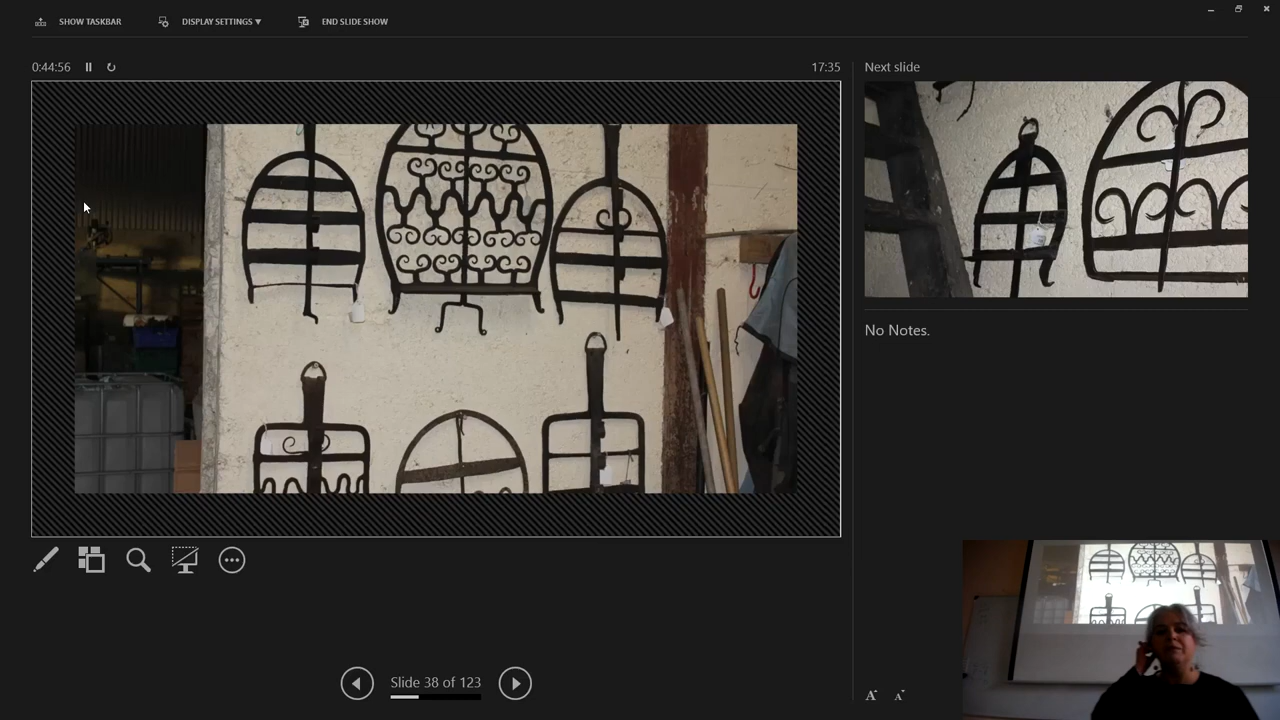 SHOW TASKBAR
DISPLAY SETTINGS ▼
END SLIDE SHOW
0:44:56
17:35
Next slide
No Notes.
Slide 38 of 123
A A